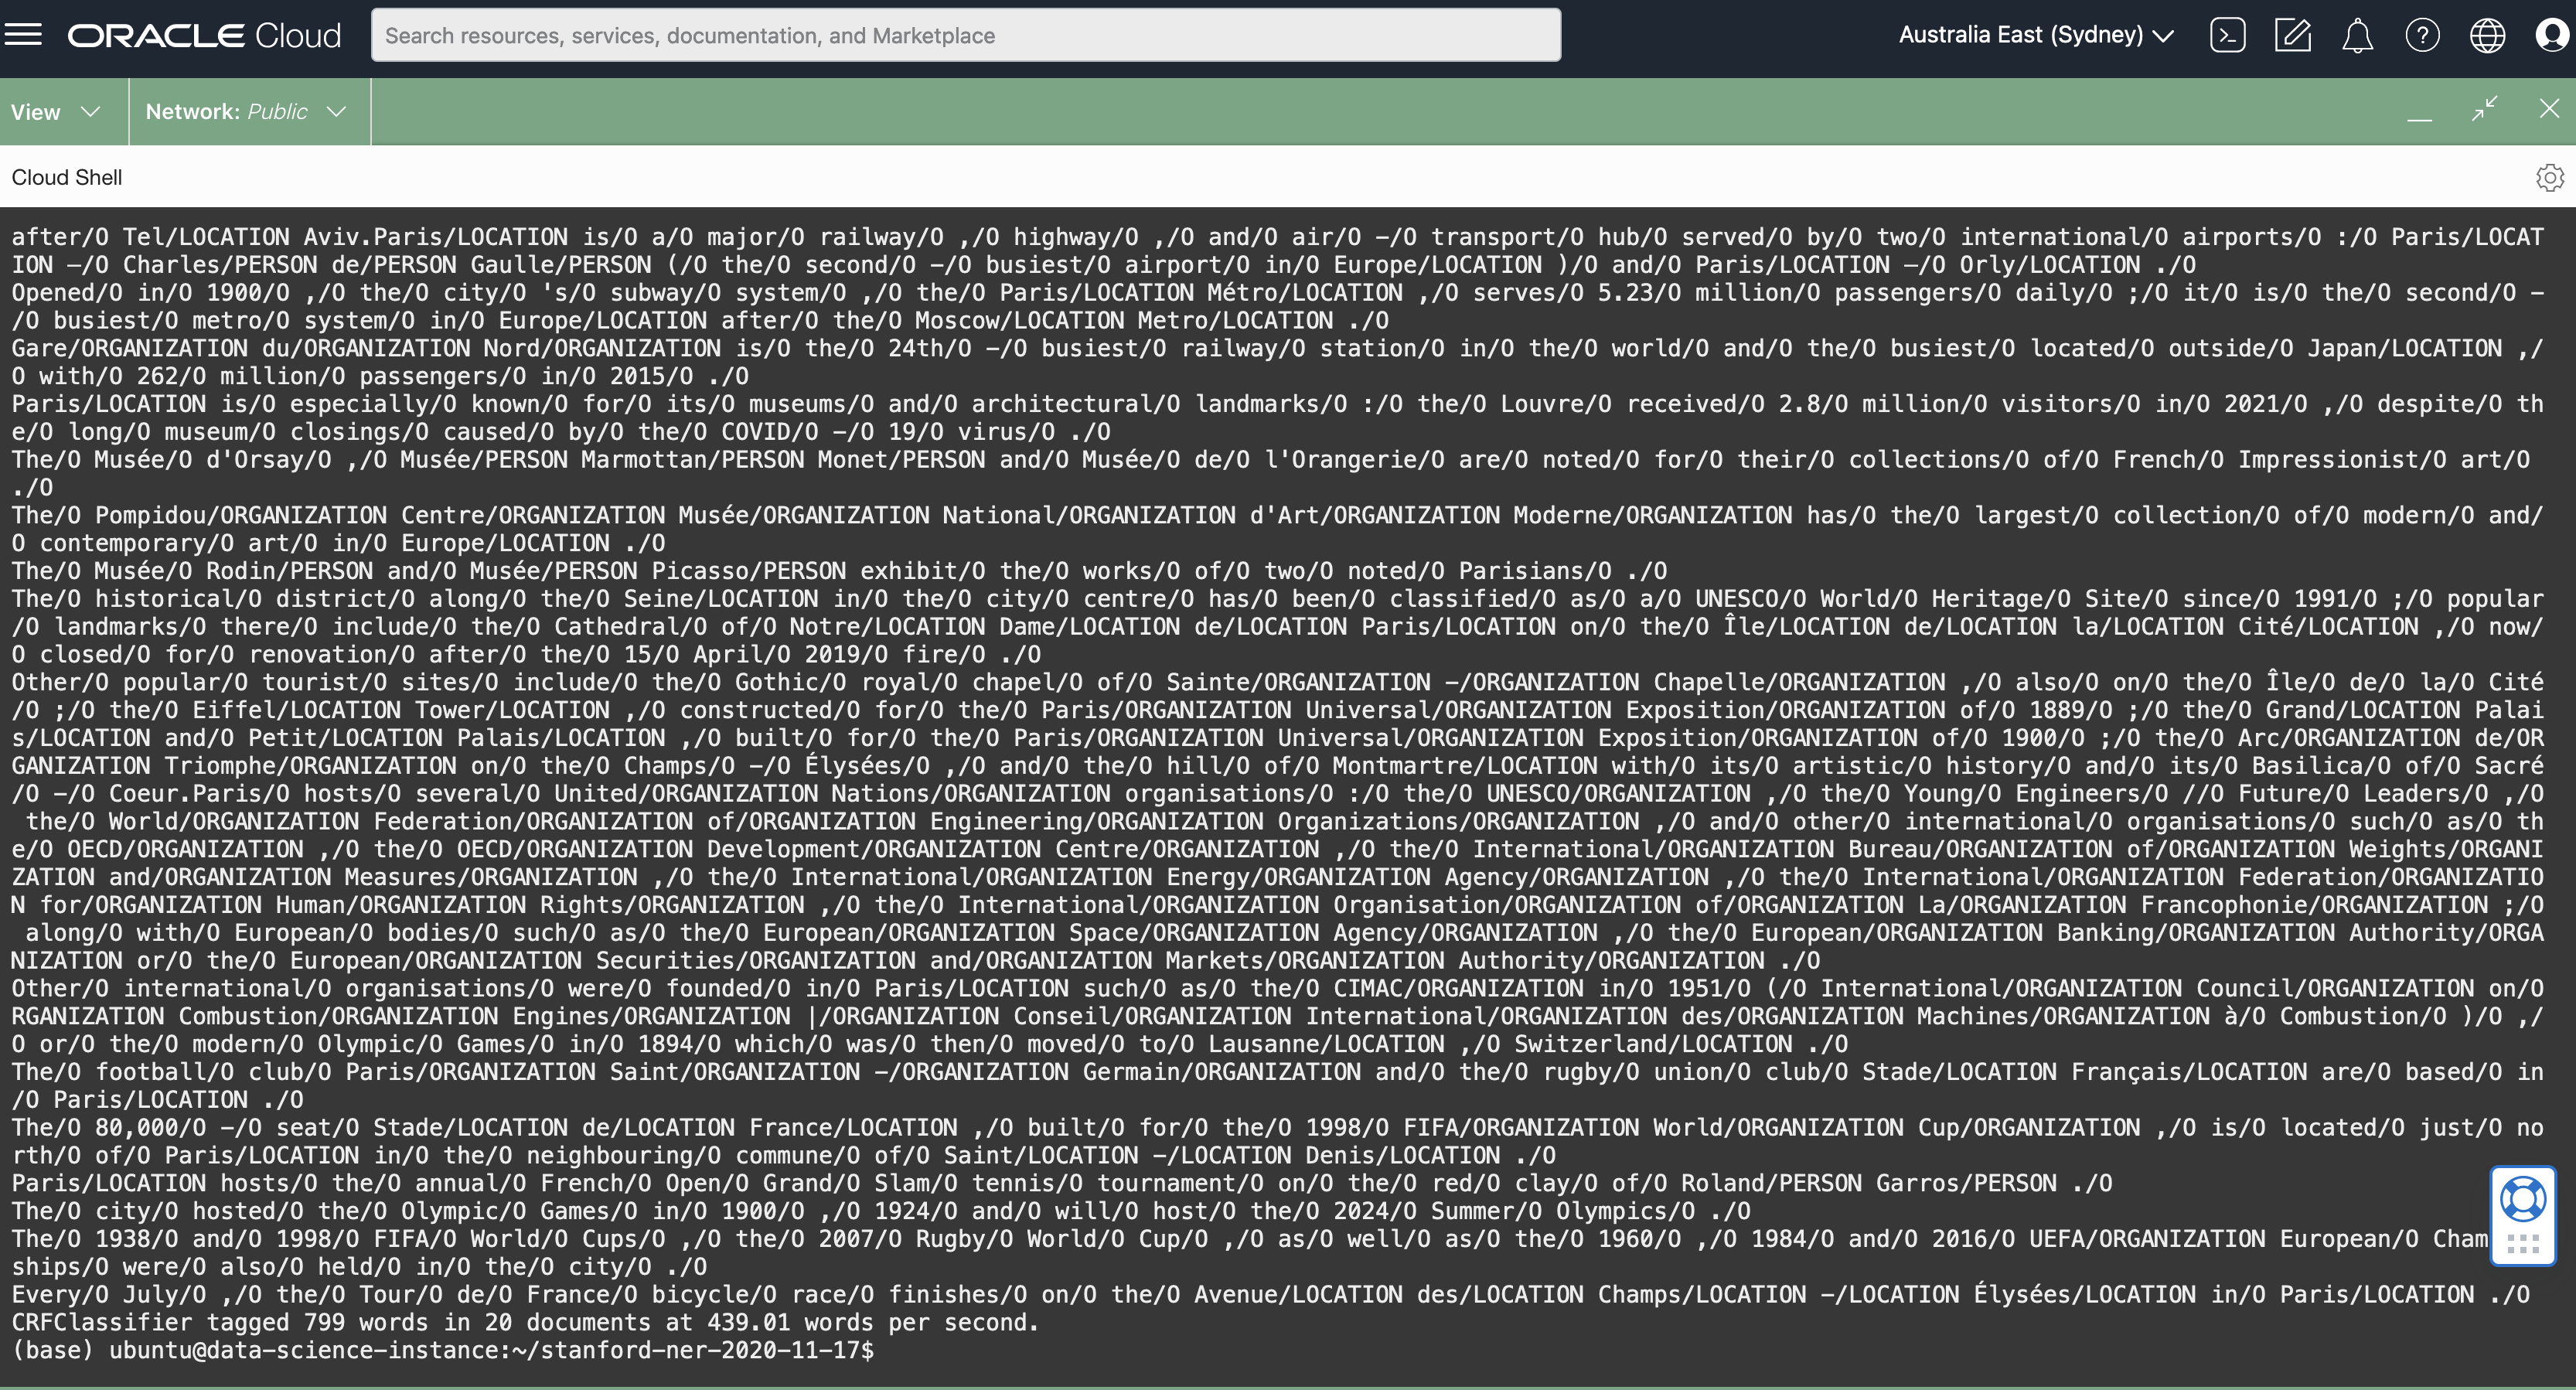 ORACLE Cloud
Search resources, services, documentation, and Marketplace
Australia East (Sydney)
View
Network: Public
Cloud Shell
after/O Tel/LOCATION Aviv.Paris/LOCATION is/O a/O major/O railway/O ,/O highway/O ,/O and/O air/O –/O transport/O hub/O served/O by/O two/O international/O airports/O :/O Paris/LOCAT
ION –/O Charles/PERSON de/PERSON Gaulle/PERSON (/O the/O second/O –/O busiest/O airport/O in/O Europe/LOCATION )/O and/O Paris/LOCATION –/O Orly/LOCATION ./O
Opened/O in/O 1900/O ,/O the/O city/O 's/O subway/O system/O ,/O the/O Paris/LOCATION Métro/LOCATION ,/O serves/O 5.23/O million/O passengers/O daily/O ;/O it/O is/O the/O second/O –
/O busiest/O metro/O system/O in/O Europe/LOCATION after/O the/O Moscow/LOCATION Metro/LOCATION ./O
Gare/ORGANIZATION du/ORGANIZATION Nord/ORGANIZATION is/O the/O 24th/O –/O busiest/O railway/O station/O in/O the/O world/O and/O the/O busiest/O located/O outside/O Japan/LOCATION ,/
O with/O 262/O million/O passengers/O in/O 2015/O ./O
Paris/LOCATION is/O especially/O known/O for/O its/O museums/O and/O architectural/O landmarks/O :/O the/O Louvre/O received/O 2.8/O million/O visitors/O in/O 2021/O ,/O despite/O th
e/O long/O museum/O closings/O caused/O by/O the/O COVID/O –/O 19/O virus/O ./O
The/O Musée/O d'Orsay/O ,/O Musée/PERSON Marmottan/PERSON Monet/PERSON and/O Musée/O de/O l'Orangerie/O are/O noted/O for/O their/O collections/O of/O French/O Impressionist/O art/O
./O
The/O Pompidou/ORGANIZATION Centre/ORGANIZATION Musée/ORGANIZATION National/ORGANIZATION d'Art/ORGANIZATION Moderne/ORGANIZATION has/O the/O largest/O collection/O of/O modern/O and/
O contemporary/O art/O in/O Europe/LOCATION ./O
The/O Musée/O Rodin/PERSON and/O Musée/PERSON Picasso/PERSON exhibit/O the/O works/O of/O two/O noted/O Parisians/O ./O
The/O historical/O district/O along/O the/O Seine/LOCATION in/O the/O city/O centre/O has/O been/O classified/O as/O a/O UNESCO/O World/O Heritage/O Site/O since/O 1991/O ;/O popular
/O landmarks/O there/O include/O the/O Cathedral/O of/O Notre/LOCATION Dame/LOCATION de/LOCATION Paris/LOCATION on/O the/O Île/LOCATION de/LOCATION la/LOCATION Cité/LOCATION ,/O now/
O closed/O for/O renovation/O after/O the/O 15/O April/O 2019/O fire/O ./O
Other/O popular/O tourist/O sites/O include/O the/O Gothic/O royal/O chapel/O of/O Sainte/ORGANIZATION –/ORGANIZATION Chapelle/ORGANIZATION ,/O also/O on/O the/O Île/O de/O la/O Cité
/O ;/O the/O Eiffel/LOCATION Tower/LOCATION ,/O constructed/O for/O the/O Paris/ORGANIZATION Universal/ORGANIZATION Exposition/ORGANIZATION of/O 1889/O ;/O the/O Grand/LOCATION Palai
s/LOCATION and/O Petit/LOCATION Palais/LOCATION ,/O built/O for/O the/O Paris/ORGANIZATION Universal/ORGANIZATION Exposition/ORGANIZATION of/O 1900/O ;/O the/O Arc/ORGANIZATION de/OR
GANIZATION Triomphe/ORGANIZATION on/O the/O Champs/O –/O Élysées/O ,/O and/O the/O hill/O of/O Montmartre/LOCATION with/O its/O artistic/O history/O and/O its/O Basilica/O of/O Sacré
/O –/O Coeur.Paris/O hosts/O several/O United/ORGANIZATION Nations/ORGANIZATION organisations/O :/O the/O UNESCO/ORGANIZATION ,/O the/O Young/O Engineers/O //O Future/O Leaders/O ,/O
the/O World/ORGANIZATION Federation/ORGANIZATION of/ORGANIZATION Engineering/ORGANIZATION Organizations/ORGANIZATION ,/O and/O other/O international/O organisations/O such/O as/O th
e/O OECD/ORGANIZATION ,/O the/O OECD/ORGANIZATION Development/ORGANIZATION Centre/ORGANIZATION ,/O the/O International/ORGANIZATION Bureau/ORGANIZATION of/ORGANIZATION Weights/ORGANI
ZATION and/ORGANIZATION Measures/ORGANIZATION ,/O the/O International/ORGANIZATION Energy/ORGANIZATION Agency/ORGANIZATION ,/O the/O International/ORGANIZATION Federation/ORGANIZATIO
N for/ORGANIZATION Human/ORGANIZATION Rights/ORGANIZATION ,/O the/O International/ORGANIZATION Organisation/ORGANIZATION of/ORGANIZATION La/ORGANIZATION Francophonie/ORGANIZATION ;/O
along/O with/O European/O bodies/O such/O as/O the/O European/ORGANIZATION Space/ORGANIZATION Agency/ORGANIZATION ,/O the/O European/ORGANIZATION Banking/ORGANIZATION Authority/ORGA
NIZATION or/O the/O European/ORGANIZATION Securities/ORGANIZATION and/ORGANIZATION Markets/ORGANIZATION Authority/ORGANIZATION ./O
Other/O international/O organisations/O were/O founded/O in/O Paris/LOCATION such/O as/O the/O CIMAC/ORGANIZATION in/O 1951/O (/O International/ORGANIZATION Council/ORGANIZATION on/O
RGANIZATION Combustion/ORGANIZATION Engines/ORGANIZATION |/ORGANIZATION Conseil/ORGANIZATION International/ORGANIZATION des/ORGANIZATION Machines/ORGANIZATION à/O Combustion/O )/O ,/
O or/O the/O modern/O Olympic/O Games/O in/O 1894/O which/O was/O then/O moved/O to/O Lausanne/LOCATION ,/O Switzerland/LOCATION ./O
The/O football/O club/O Paris/ORGANIZATION Saint/ORGANIZATION –/ORGANIZATION Germain/ORGANIZATION and/O the/O rugby/O union/O club/O Stade/LOCATION Français/LOCATION are/O based/O in
/O Paris/LOCATION ./O
The/O 80,000/O –/O seat/O Stade/LOCATION de/LOCATION France/LOCATION ,/O built/O for/O the/O 1998/O FIFA/ORGANIZATION World/ORGANIZATION Cup/ORGANIZATION ,/O is/O located/O just/O no
rth/O of/O Paris/LOCATION in/O the/O neighbouring/O commune/O of/O Saint/LOCATION –/LOCATION Denis/LOCATION ./O
Paris/LOCATION hosts/O the/O annual/O French/O Open/O Grand/O Slam/O tennis/O tournament/O on/O the/O red/O clay/O of/O Roland/PERSON Garros/PERSON ./O
The/O city/O hosted/O the/O Olympic/O Games/O in/O 1900/O ,/O 1924/O and/O will/O host/O the/O 2024/O Summer/O Olympics/O ./O
The/O 1938/O and/O 1998/O FIFA/O World/O Cups/O ,/O the/O 2007/O Rugby/O World/O Cup/O ,/O as/O well/O as/O the/O 1960/O ,/O 1984/O and/O 2016/O UEFA/ORGANIZATION European/O Cham
ships/O were/O also/O held/O in/O the/O city/O ./O
Every/O July/O ,/O the/O Tour/O de/O France/O bicycle/O race/O finishes/O on/O the/O Avenue/LOCATION des/LOCATION Champs/LOCATION –/LOCATION Élysées/LOCATION in/O Paris/LOCATION ./O
CRFClassifier tagged 799 words in 20 documents at 439.01 words per second.
(base) ubuntu@data-science-instance:~/stanford-ner-2020-11-17$